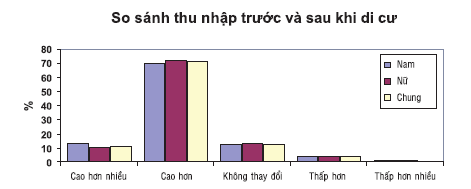 So sánh thu nhập trước và sau khi di cư
80
70
60
50
40
30
20
10
0
%
Nam
Nữ
Chung
Cao hơn nhiều
Cao hơn
Không thay đổi
Thấp hơn
Thấp hơn nhiều